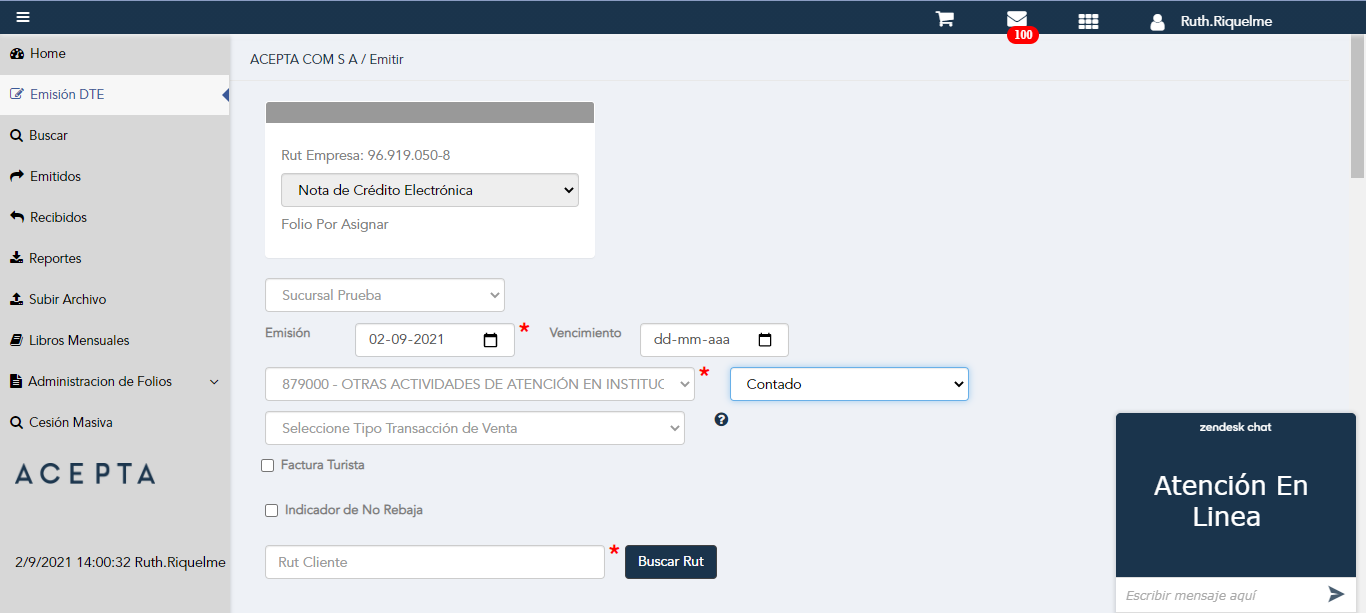 100
Ruth.Riquelme
Home
Emisión DTE
Buscar
Emitidos
Recibidos
Reportes
Subir Archivo
Libros Mensuales
Administracion de Folios
Cesión Masiva
ACEPTA
2/9/2021 14:00:32 Ruth.Riquelme
ACEPTA COM S A / Emitir
Rut Empresa: 96.919.050-8
Nota de Crédito Electrónica
Folio Por Asignar
Sucursal Prueba
Emisión 02-09-2021 * Vencimiento dd-mm-aaa
879000 - OTRAS ACTIVIDADES DE ATENCIÓN EN INSTITUC * Contado
Seleccione Tipo Transacción de Venta ?
Factura Turista
Indicador de No Rebaja
Rut Cliente * Buscar Rut
zendesk chat
Atención En
Linea
Escribir mensaje aquí